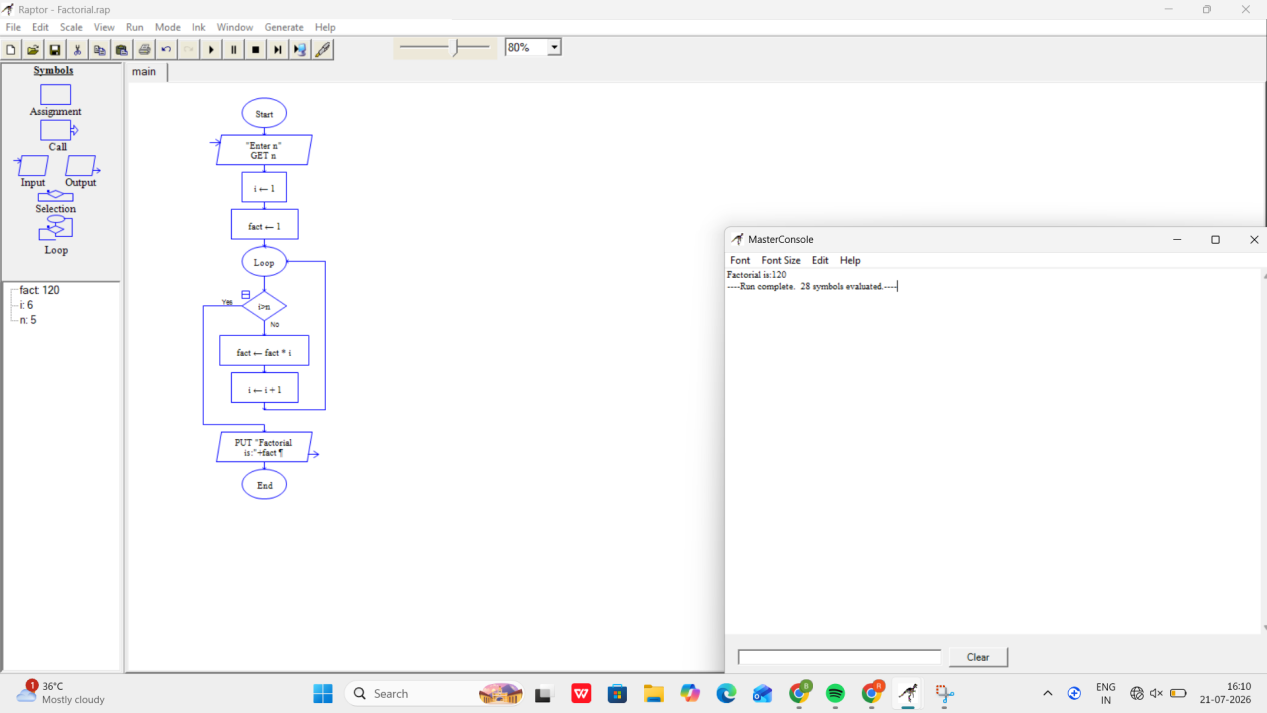 Raptor - Factorial.rap
File Edit Scale View Run Mode Ink Window Generate Help
80%
Symbols
Assignment
Call
Input Output
Selection
Loop
fact: 120
i: 6
n: 5
main
Start
"Enter n"
GET n
i ← 1
fact ← 1
Loop
Yes
i>n
No
fact ← fact * i
i ← i + 1
PUT "Factorial
is:"+fact ¶
End
MasterConsole
Font Font Size Edit Help
Factorial is:120
----Run complete. 28 symbols evaluated.----
Clear
1
36°C
Mostly cloudy
Search
W
B
R
ENG
IN
16:10
21-07-2026